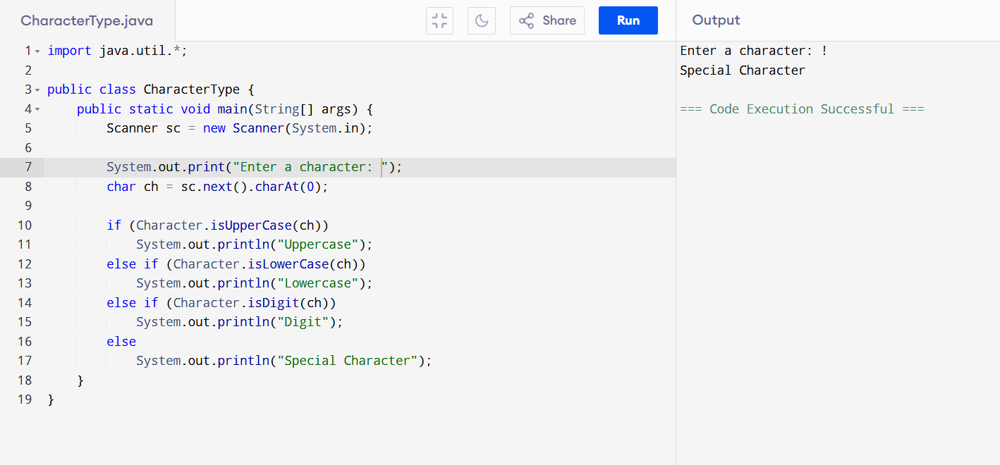 CharacterType.java
Share
Run
Output
1 import java.util.*;
2
3 public class CharacterType {
4     public static void main(String[] args) {
5         Scanner sc = new Scanner(System.in);
6
7         System.out.print("Enter a character: ");
8         char ch = sc.next().charAt(0);
9
10         if (Character.isUpperCase(ch))
11             System.out.println("Uppercase");
12         else if (Character.isLowerCase(ch))
13             System.out.println("Lowercase");
14         else if (Character.isDigit(ch))
15             System.out.println("Digit");
16         else
17             System.out.println("Special Character");
18     }
19 }
Enter a character: !
Special Character
=== Code Execution Successful ===